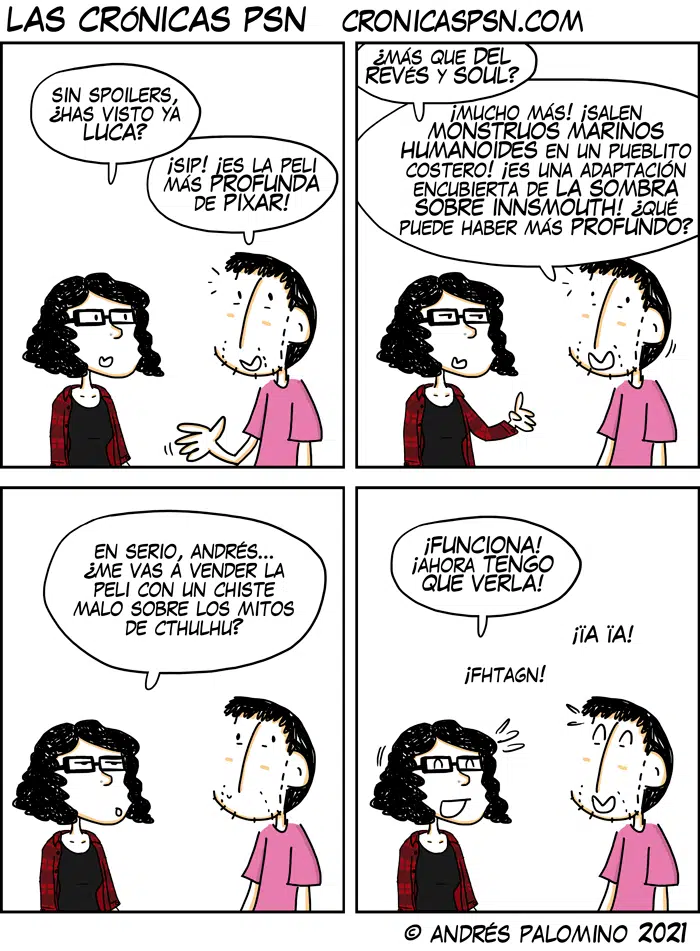 LAS CRÓNICAS PSN CRONICASPSN.COM
SIN SPOILERS,
¿HAS VISTO YA
LUCA?
¡SIP! ¡ES LA PELI
MÁS PROFUNDA
DE PIXAR!
¿MÁS QUE DEL
REVÉS Y SOUL?
¡MUCHO MÁS! ¡SALEN
MONSTRUOS MARINOS
HUMANOIDES EN UN PUEBLITO
COSTERO! ¡ES UNA ADAPTACIÓN
ENCUBIERTA DE LA SOMBRA
SOBRE INNSMOUTH! ¿QUÉ
PUEDE HABER MÁS PROFUNDO?
EN SERIO, ANDRÉS...
¿ME VAS A VENDER LA
PELI CON UN CHISTE
MALO SOBRE LOS MITOS
DE CTHULHU?
¡FUNCIONA!
¡AHORA TENGO
QUE VERLA!
¡ÏA ÏA!
¡FHTAGN!
© ANDRÉS PALOMINO 2021